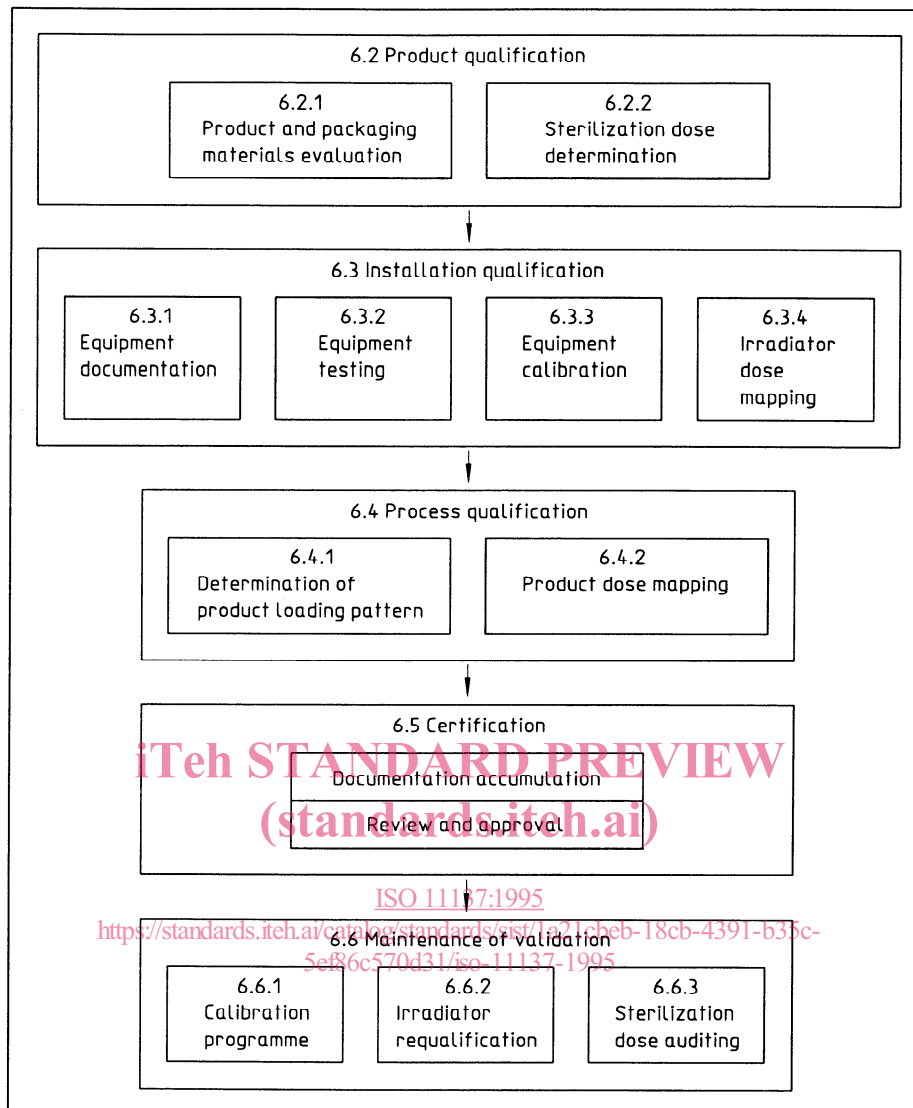 6.2 Product qualification
6.2.1
Product and packaging
materials evaluation
6.2.2
Sterilization dose
determination
6.3 Installation qualification
6.3.1
Equipment
documentation
6.3.2
Equipment
testing
6.3.3
Equipment
calibration
6.3.4
Irradiator
dose
mapping
6.4 Process qualification
6.4.1
Determination of
product loading pattern
6.4.2
Product dose mapping
6.5 Certification
iTeh STANDARD PREVIEW
Documentation accumulation
(standards.iteh.ai)
Review and approval
ISO 11137:1995
https://standards.iteh.ai/catalog/standards/sist/1a21cbeb-18cb-4391-b35c-
6.6 Maintenance of validation
5ef86c570d31/iso-11137-1995
6.6.1
Calibration
programme
6.6.2
Irradiator
requalification
6.6.3
Sterilization
dose auditing